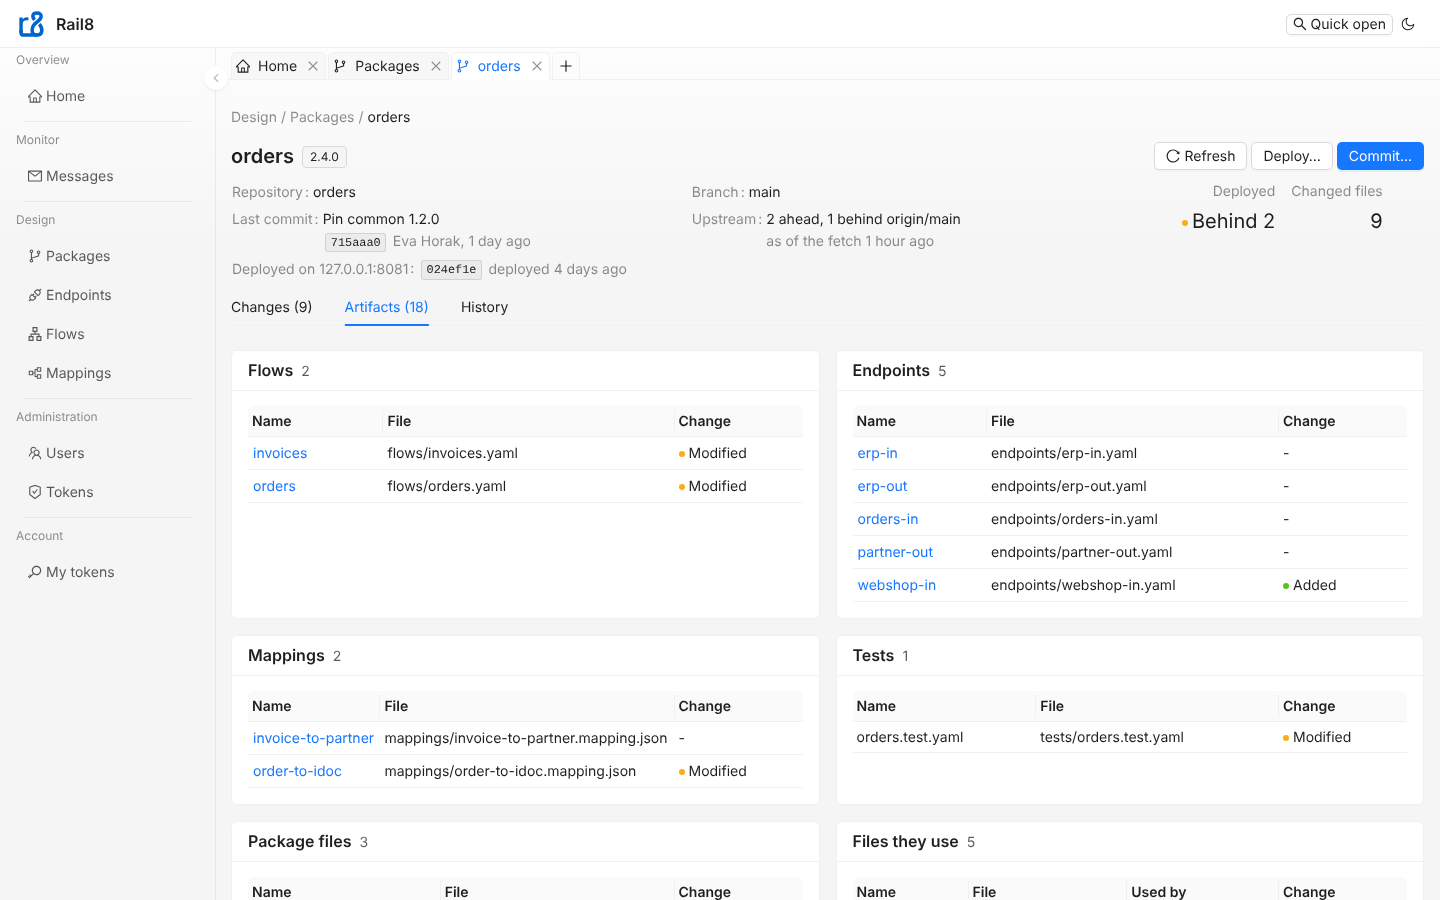 r8 Rail8
Quick open
Overview
Home
Monitor
Messages
Design
Packages
Endpoints
Flows
Mappings
Administration
Users
Tokens
Account
My tokens
Home
Packages
orders
Design / Packages / orders
orders 2.4.0
Refresh
Deploy...
Commit...
Repository: orders
Branch: main
Last commit: Pin common 1.2.0
715aaa0 Eva Horak, 1 day ago
Upstream: 2 ahead, 1 behind origin/main
as of the fetch 1 hour ago
Deployed on 127.0.0.1:8081: 024ef1e deployed 4 days ago
Deployed
Behind 2
Changed files
9
Changes (9)
Artifacts (18)
History
Flows 2
Name File Change
invoices flows/invoices.yaml Modified
orders flows/orders.yaml Modified
Endpoints 5
Name File Change
erp-in endpoints/erp-in.yaml -
erp-out endpoints/erp-out.yaml -
orders-in endpoints/orders-in.yaml -
partner-out endpoints/partner-out.yaml -
webshop-in endpoints/webshop-in.yaml Added
Mappings 2
Name File Change
invoice-to-partner mappings/invoice-to-partner.mapping.json -
order-to-idoc mappings/order-to-idoc.mapping.json Modified
Tests 1
Name File Change
orders.test.yaml tests/orders.test.yaml Modified
Package files 3
Name File Change
Files they use 5
Name File Used by Change